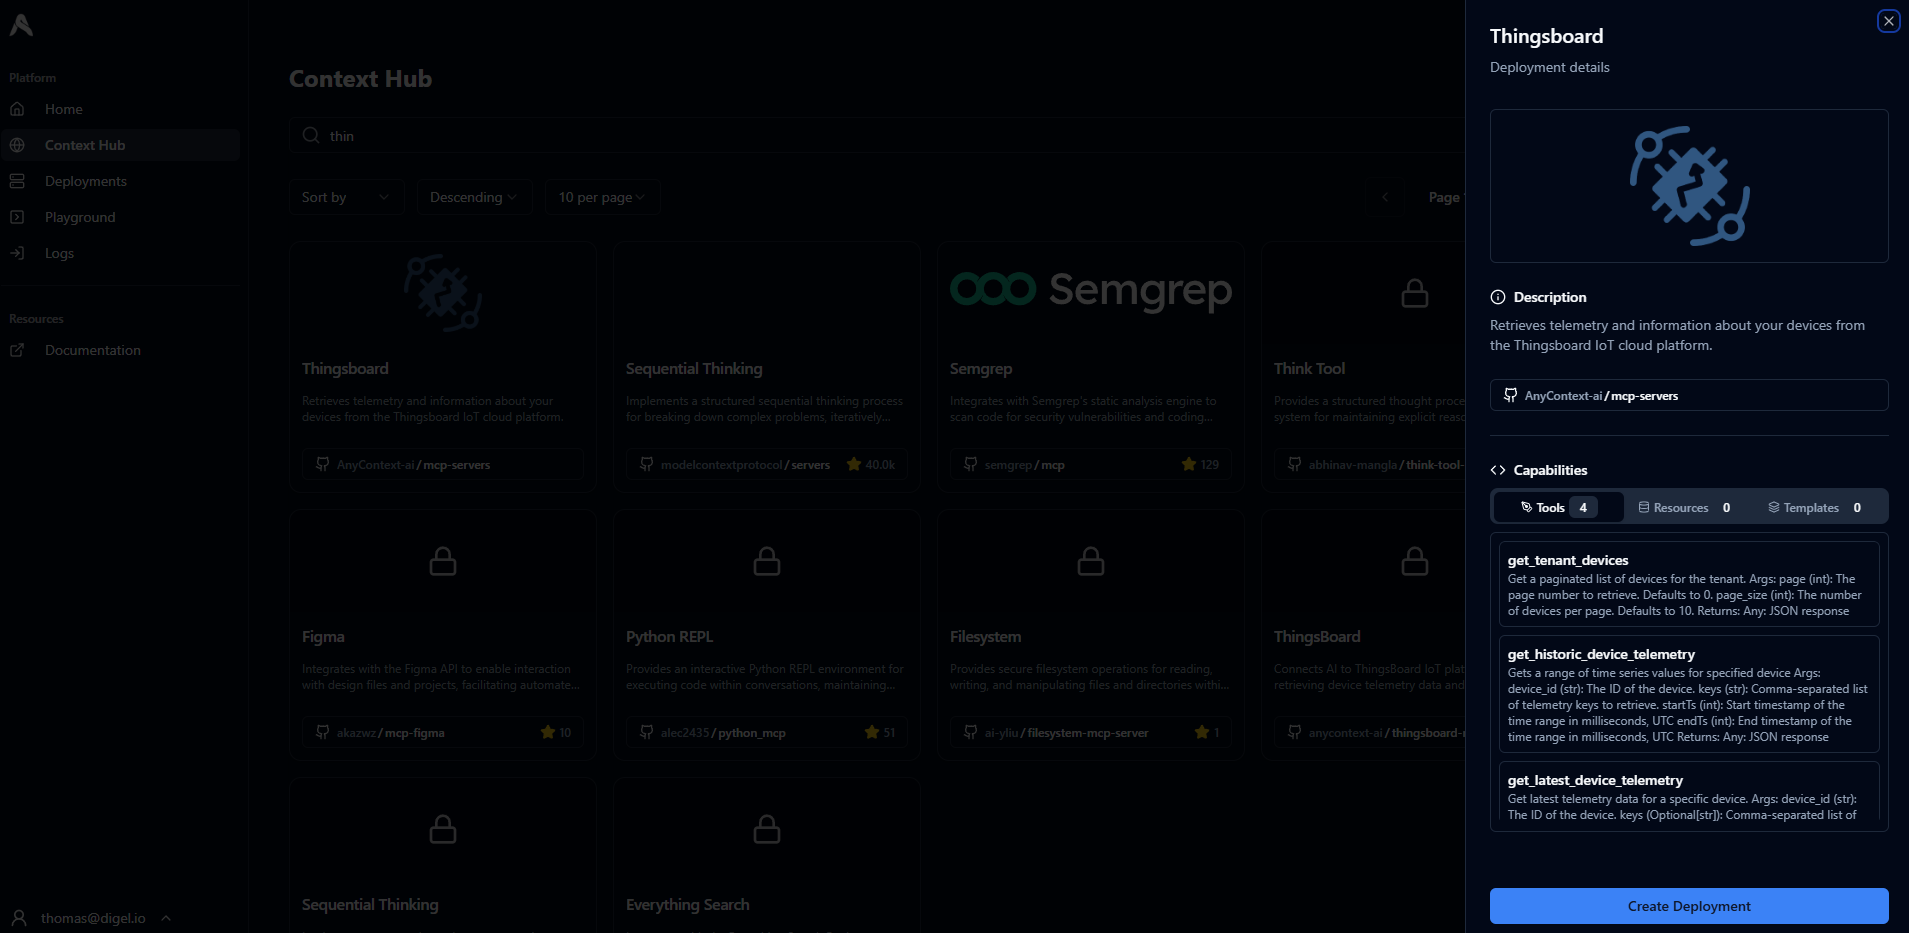 Platform
Home
Context Hub
Deployments
Playground
Logs
Resources
Documentation
thomas@digel.io
Context Hub
thin
Sort by
Descending
10 per page
Page
Thingsboard
Retrieves telemetry and information about your
devices from the Thingsboard IoT cloud platform.
AnyContext-ai/mcp-servers
Sequential Thinking
Implements a structured sequential thinking process
for breaking down complex problems, iteratively...
modelcontextprotocol/servers 40.0k
Semgrep
Semgrep
Integrates with Semgrep's static analysis engine to
scan code for security vulnerabilities and coding...
semgrep/mcp 129
Think Tool
Provides a structured thought proce
system for maintaining explicit reaso
abhinav-mangla/think-tool-
Figma
Integrates with the Figma API to enable interaction
with design files and projects, facilitating automate...
akazwz/mcp-figma 10
Python REPL
Provides an interactive Python REPL environment for
executing code within conversations, maintaining...
alec2435/python_mcp 51
Filesystem
Provides secure filesystem operations for reading,
writing, and manipulating files and directories withi...
ai-yliu/filesystem-mcp-server 1
ThingsBoard
Connects AI to ThingsBoard IoT plat
retrieving device telemetry data and
anycontext-ai/thingsboard-
Sequential Thinking
Everything Search
Thingsboard
Deployment details
Description
Retrieves telemetry and information about your devices from
the Thingsboard IoT cloud platform.
AnyContext-ai/mcp-servers
Capabilities
Tools 4 Resources 0 Templates 0
get_tenant_devices
Get a paginated list of devices for the tenant. Args: page (int): The
page number to retrieve. Defaults to 0. page_size (int): The number
of devices per page. Defaults to 10. Returns: Any: JSON response
get_historic_device_telemetry
Gets a range of time series values for specified device Args:
device_id (str): The ID of the device. keys (str): Comma-separated list
of telemetry keys to retrieve. startTs (int): Start timestamp of the
time range in milliseconds, UTC endTs (int): End timestamp of the
time range in milliseconds, UTC Returns: Any: JSON response
get_latest_device_telemetry
Get latest telemetry data for a specific device. Args: device_id (str):
The ID of the device. keys (Optional[str]): Comma-separated list of
Create Deployment